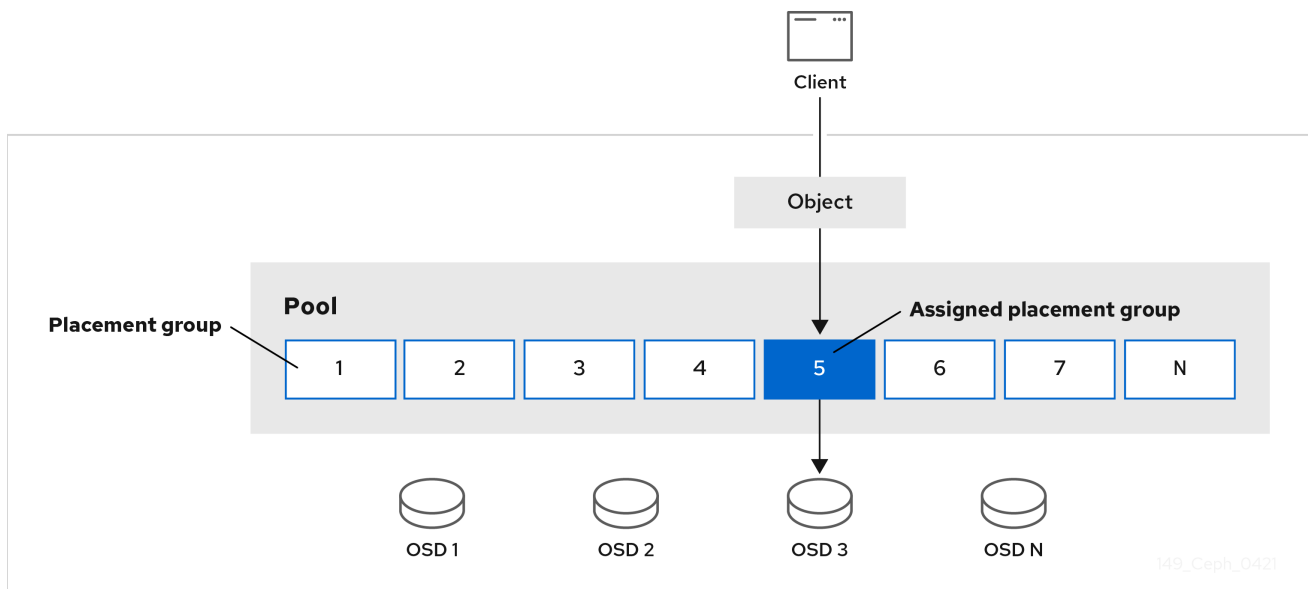 Client
Object
Pool
Placement group
Assigned placement group
1 2 3 4 5 6 7 N
OSD 1 OSD 2 OSD 3 OSD N
149_Ceph_0421